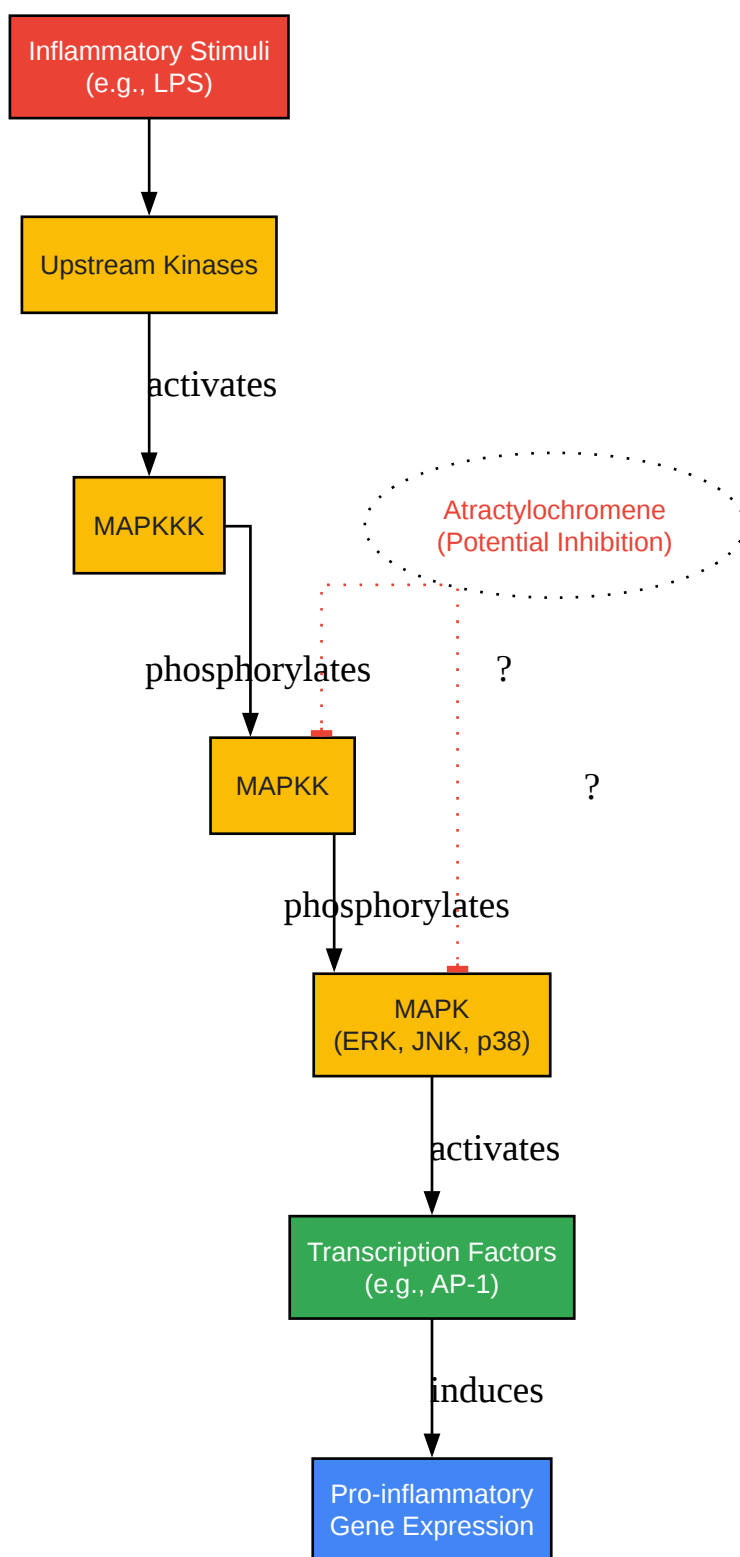 Inflammatory Stimuli
(e.g., LPS)
Upstream Kinases
activates
MAPKKK
Atractylochromene
(Potential Inhibition)
phosphorylates
?
MAPKK
?
phosphorylates
MAPK
(ERK, JNK, p38)
activates
Transcription Factors
(e.g., AP-1)
induces
Pro-inflammatory
Gene Expression